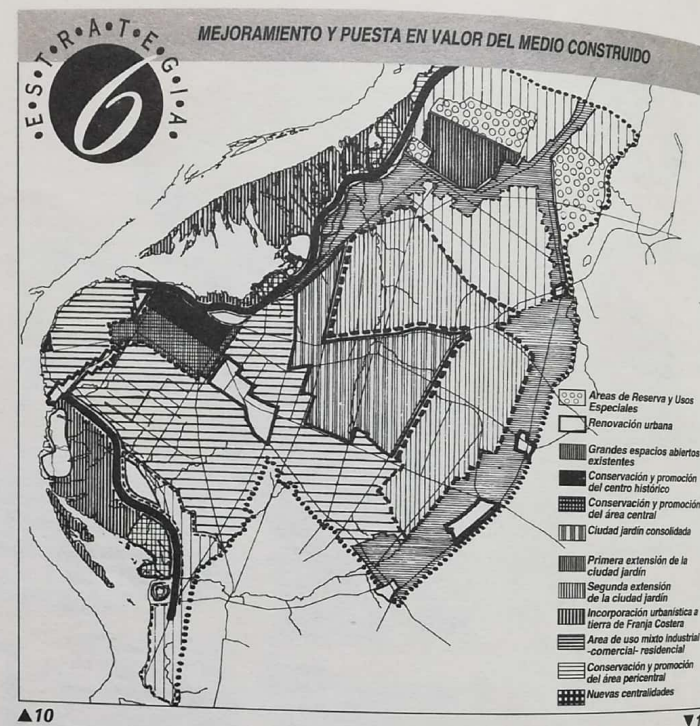 E•S•T•R•A•T•E•G•I•A•
6
MEJORAMIENTO Y PUESTA EN VALOR DEL MEDIO CONSTRUIDO
Areas de Reserva y Usos
Especiales
Renovación urbana
Grandes espacios abiertos
existentes
Conservación y promoción
del centro histórico
Conservación y promoción
del área central
Ciudad jardín consolidada
Primera extensión de la
ciudad jardín
Segunda extensión
de la ciudad jardín
Incorporación urbanística a
tierra de Franja Costera
Area de uso mixto industrial
-comercial- residencial
Conservación y promoción
del área pericentral
Nuevas centralidades
▲10